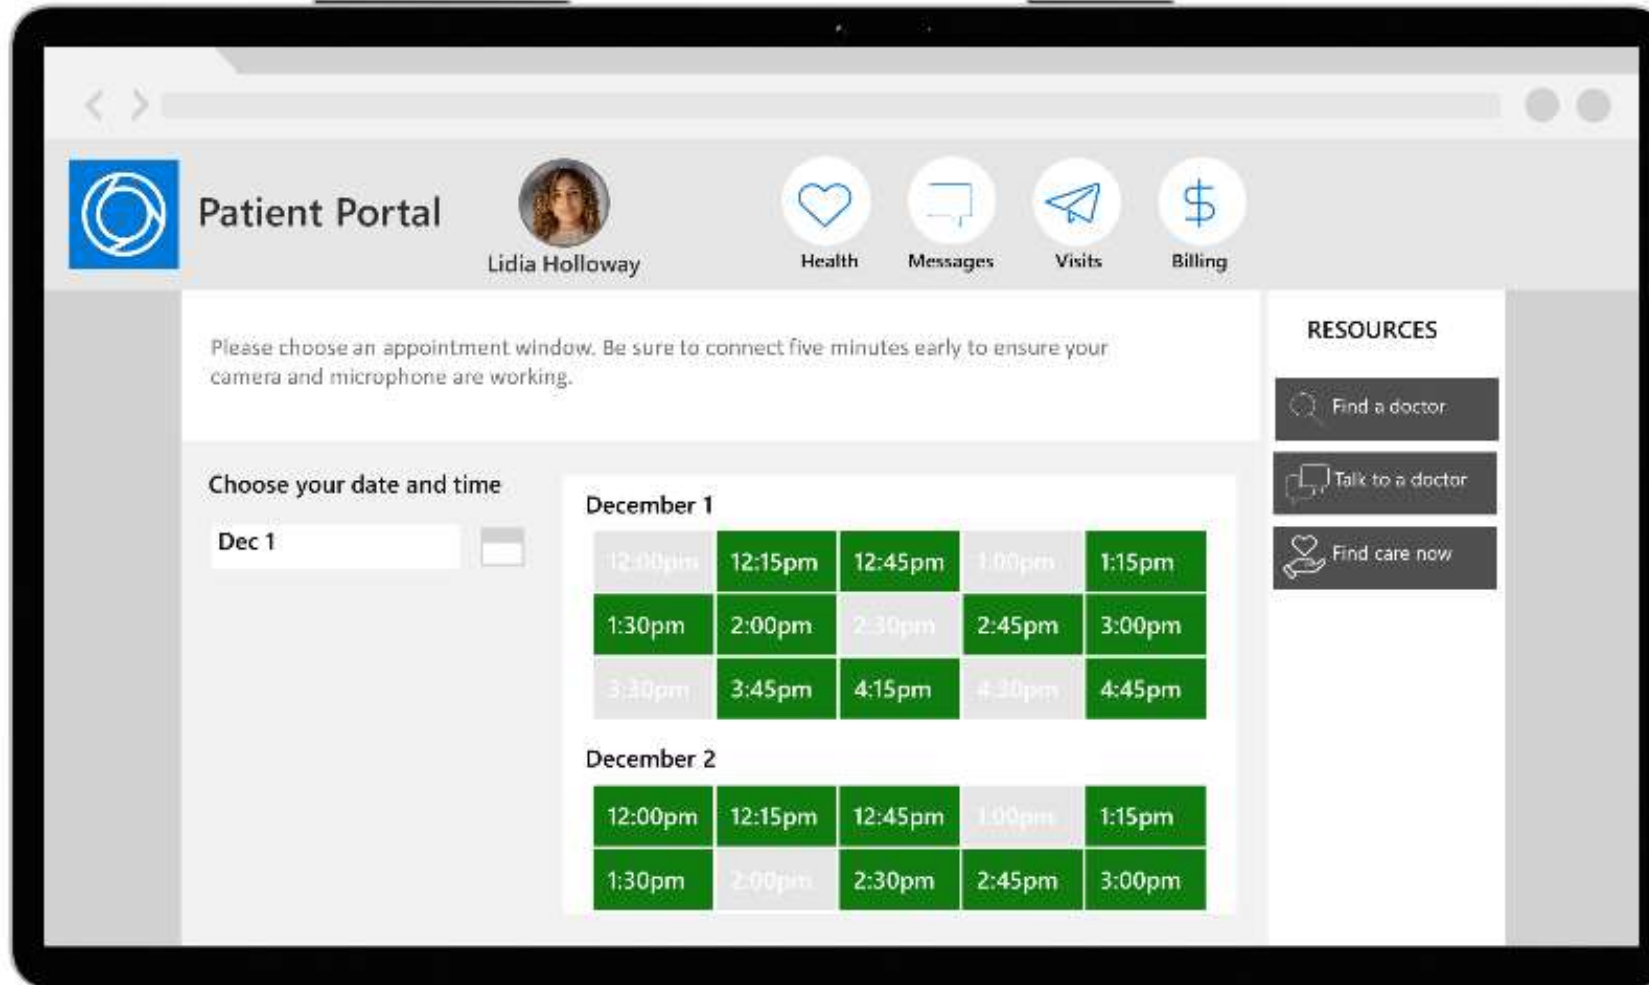 Patient Portal
Lidia Holloway
Health Messages Visits Billing
Please choose an appointment window. Be sure to connect five minutes early to ensure your
camera and microphone are working.
RESOURCES
Find a doctor
Talk to a doctor
Find care now
Choose your date and time
Dec 1
December 1
12:00pm 12:15pm 12:45pm 1:00pm 1:15pm
1:30pm 2:00pm 2:30pm 2:45pm 3:00pm
3:30pm 3:45pm 4:15pm 4:30pm 4:45pm
December 2
12:00pm 12:15pm 12:45pm 1:00pm 1:15pm
1:30pm 2:00pm 2:30pm 2:45pm 3:00pm